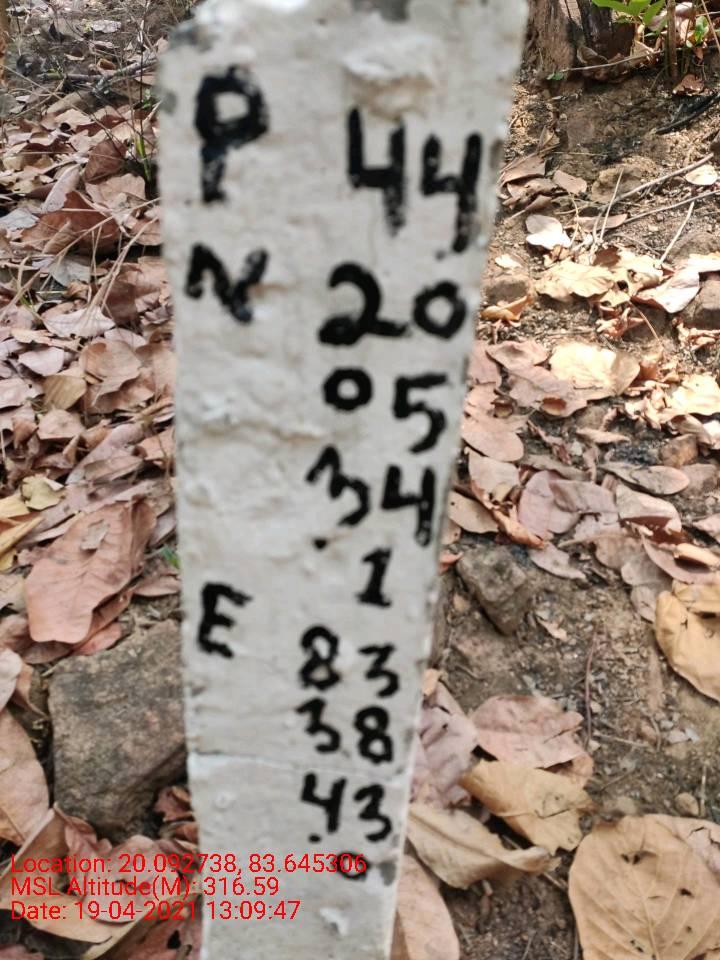 P 44
N 20
05
34
.1
E 83
38
43
.0
Location: 20.092738, 83.645306
MSL Altitude(M): 316.59
Date: 19-04-2021 13:09:47